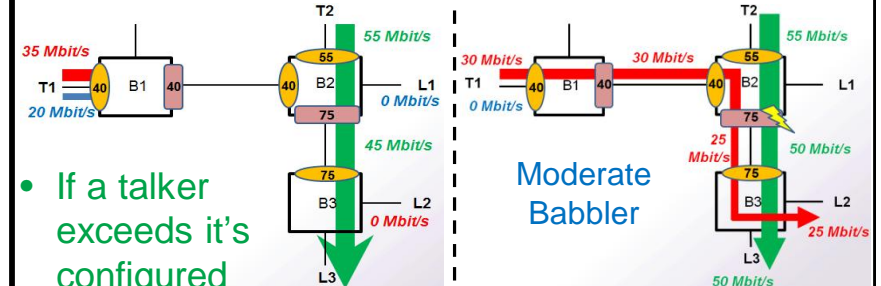 T2
55 Mbit/s
35 Mbit/s
55
T1
40
B1
40
40
B2
L1
20 Mbit/s
0 Mbit/s
75
45 Mbit/s
75
B3
L2
0 Mbit/s
L3
• If a talker
exceeds it's
configured
T2
55 Mbit/s
30 Mbit/s
30 Mbit/s
55
T1
40
B1
40
40
B2
L1
0 Mbit/s
75
25
Mbit/s
50 Mbit/s
Moderate
Babbler
75
B3
L2
25 Mbit/s
L3
50 Mbit/s